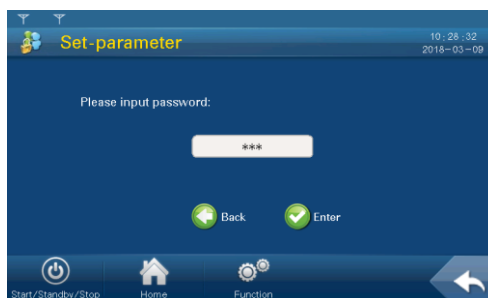 Set-parameter
10:28:32
2018-03-09
Please input password:
***
Back
Enter
Start/Standby/Stop
Home
Function